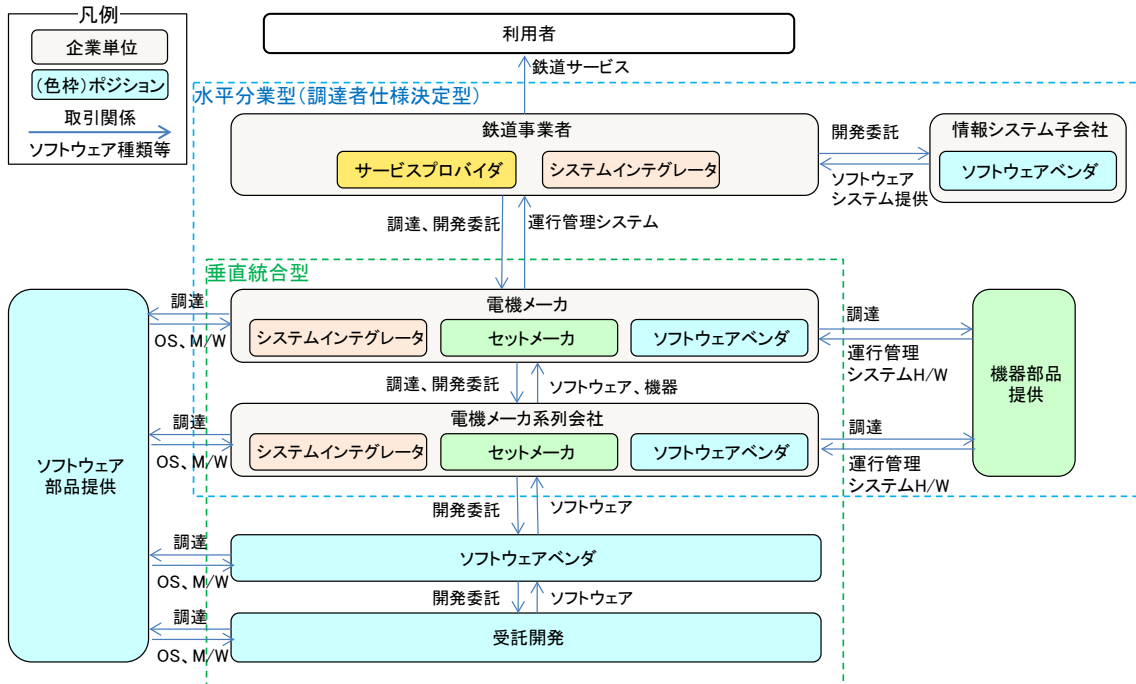 凡例
企業単位
(色枠)ポジション
取引関係
ソフトウェア種類等
利用者
鉄道サービス
水平分業型(調達者仕様決定型)
鉄道事業者
サービスプロバイダ
システムインテグレータ
開発委託
ソフトウェア
システム提供
情報システム子会社
ソフトウェアベンダ
調達、開発委託
運行管理システム
垂直統合型
電機メーカ
システムインテグレータ
セットメーカ
ソフトウェアベンダ
調達
OS、M/W
調達
運行管理
システムH/W
機器部品
提供
調達、開発委託
ソフトウェア、機器
電機メーカ系列会社
システムインテグレータ
セットメーカ
ソフトウェアベンダ
調達
OS、M/W
調達
運行管理
システムH/W
ソフトウェア
部品提供
開発委託
ソフトウェア
調達
OS、M/W
ソフトウェアベンダ
開発委託
ソフトウェア
調達
OS、M/W
受託開発